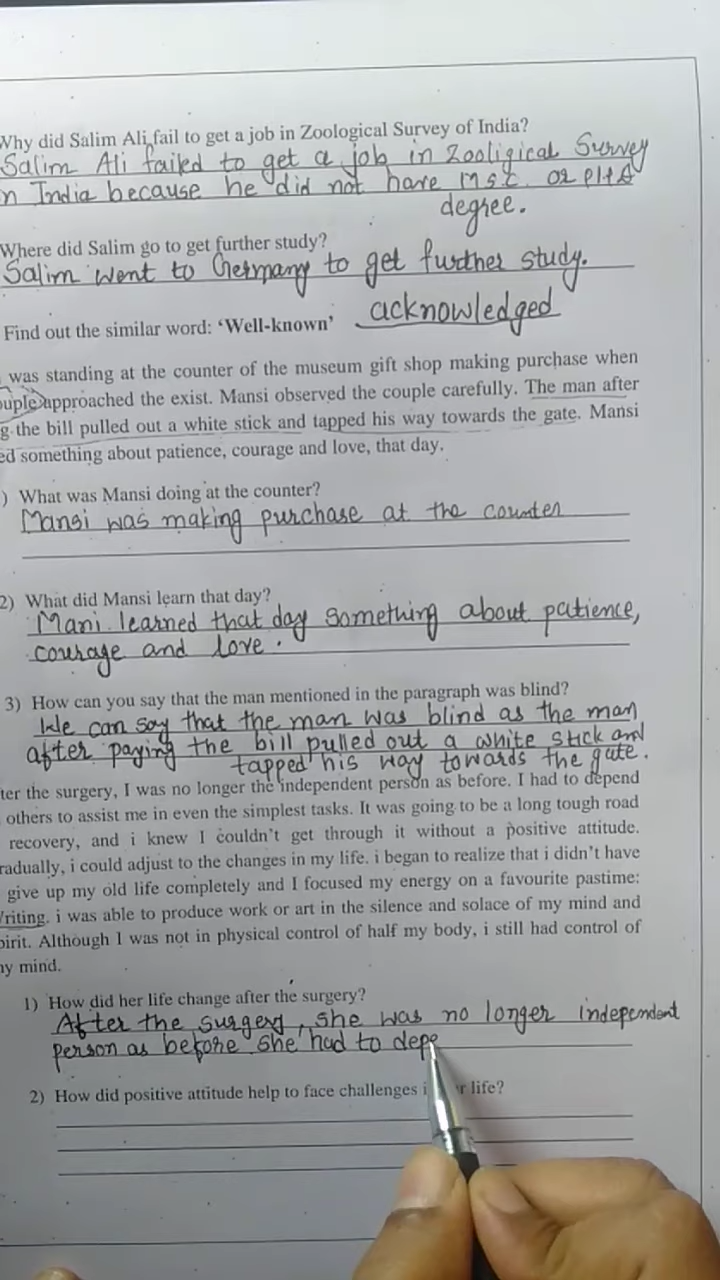 Why did Salim Ali fail to get a job in Zoological Survey of India?
Salim Ali failed to get a job in Zooligical Survey
n India because he did not have
degree.
Where did Salim go to get further study?
Salim went to Germany to get further study.
Find out the similar word: ‘Well-known’ acknowledged
was standing at the counter of the museum gift shop making purchase when
ouple approached the exist. Mansi observed the couple carefully. The man after
g the bill pulled out a white stick and tapped his way towards the gate. Mansi
ed something about patience, courage and love, that day.
) What was Mansi doing at the counter?
Mansi was making purchase at the counter
2) What did Mansi learn that day?
Mani learned that day something about patience,
courage and love.
3) How can you say that the man mentioned in the paragraph was blind?
We can say that the man was blind as the man
after paying the bill pulled out a white stick and
tapped his way towards the gate.
ter the surgery, I was no longer the independent person as before. I had to depend
others to assist me in even the simplest tasks. It was going to be a long tough road
recovery, and i knew I couldn’t get through it without a positive attitude.
radually, i could adjust to the changes in my life. i began to realize that i didn’t have
give up my old life completely and I focused my energy on a favourite pastime:
Writing. i was able to produce work or art in the silence and solace of my mind and
pirit. Although I was not in physical control of half my body, i still had control of
my mind.
1) How did her life change after the surgery?
After the surgery, she was no longer independent
person as before she had to depe
2) How did positive attitude help to face challenges i r life?